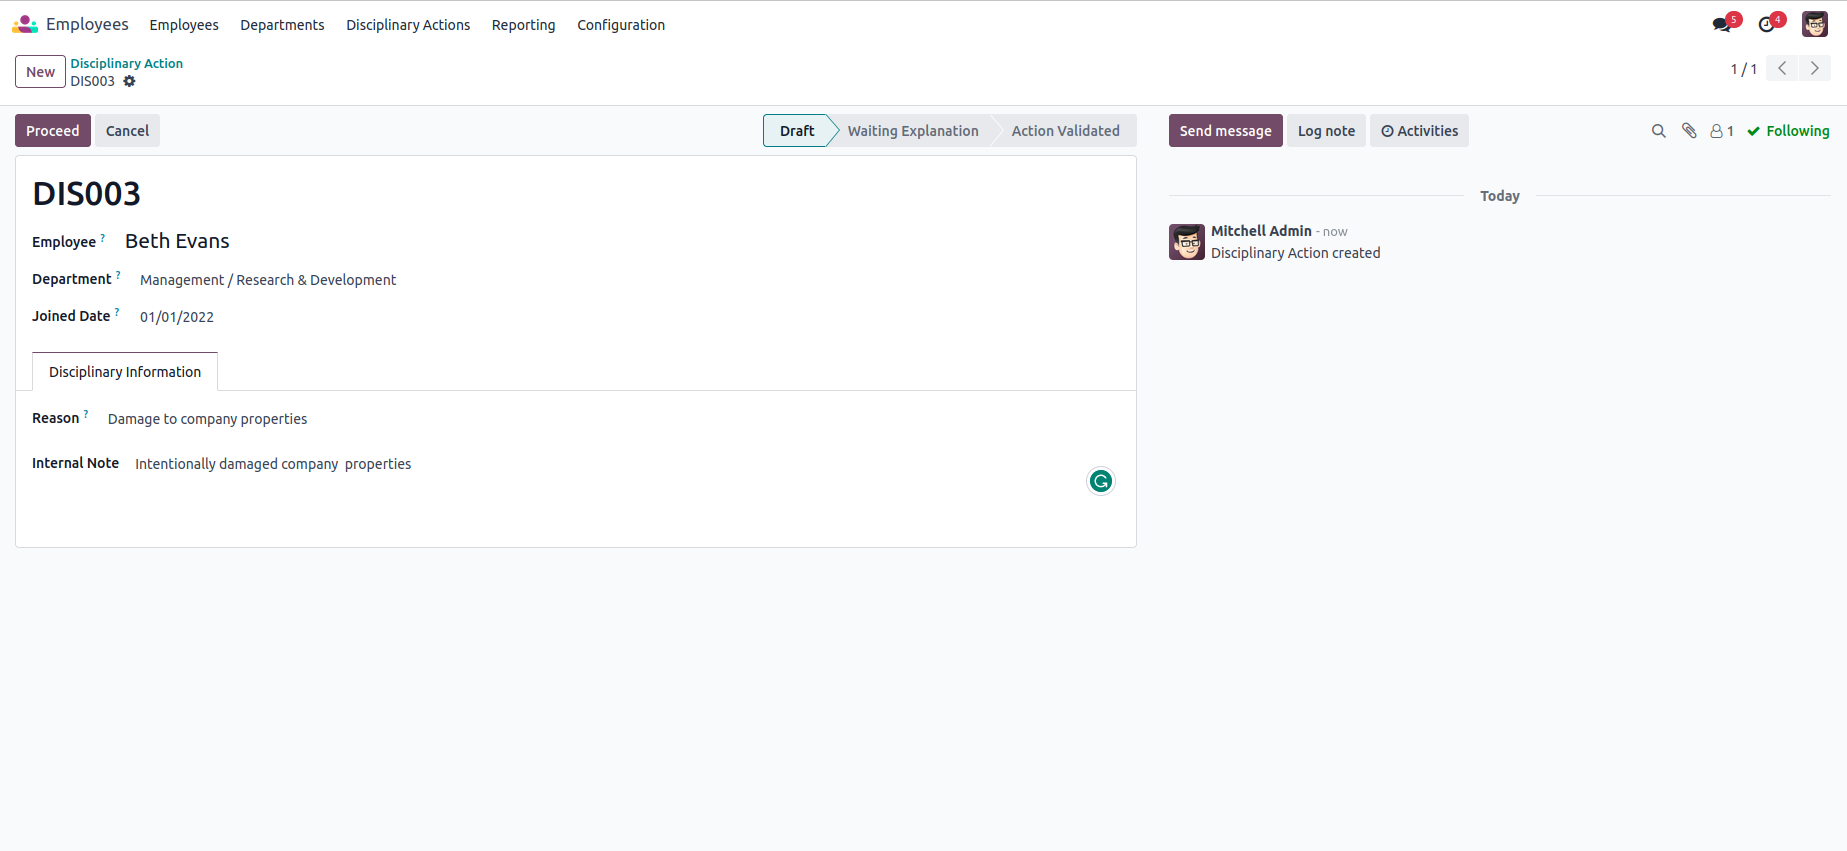 Employees Employees Departments Disciplinary Actions Reporting Configuration 5 4
New Disciplinary Action
DIS003
1 / 1
Proceed Cancel Draft Waiting Explanation Action Validated
Send message Log note Activities 1 Following
DIS003
Employee ? Beth Evans
Department ? Management / Research & Development
Joined Date ? 01/01/2022
Disciplinary Information
Reason ? Damage to company properties
Internal Note Intentionally damaged company  properties
Today
Mitchell Admin - now
Disciplinary Action created